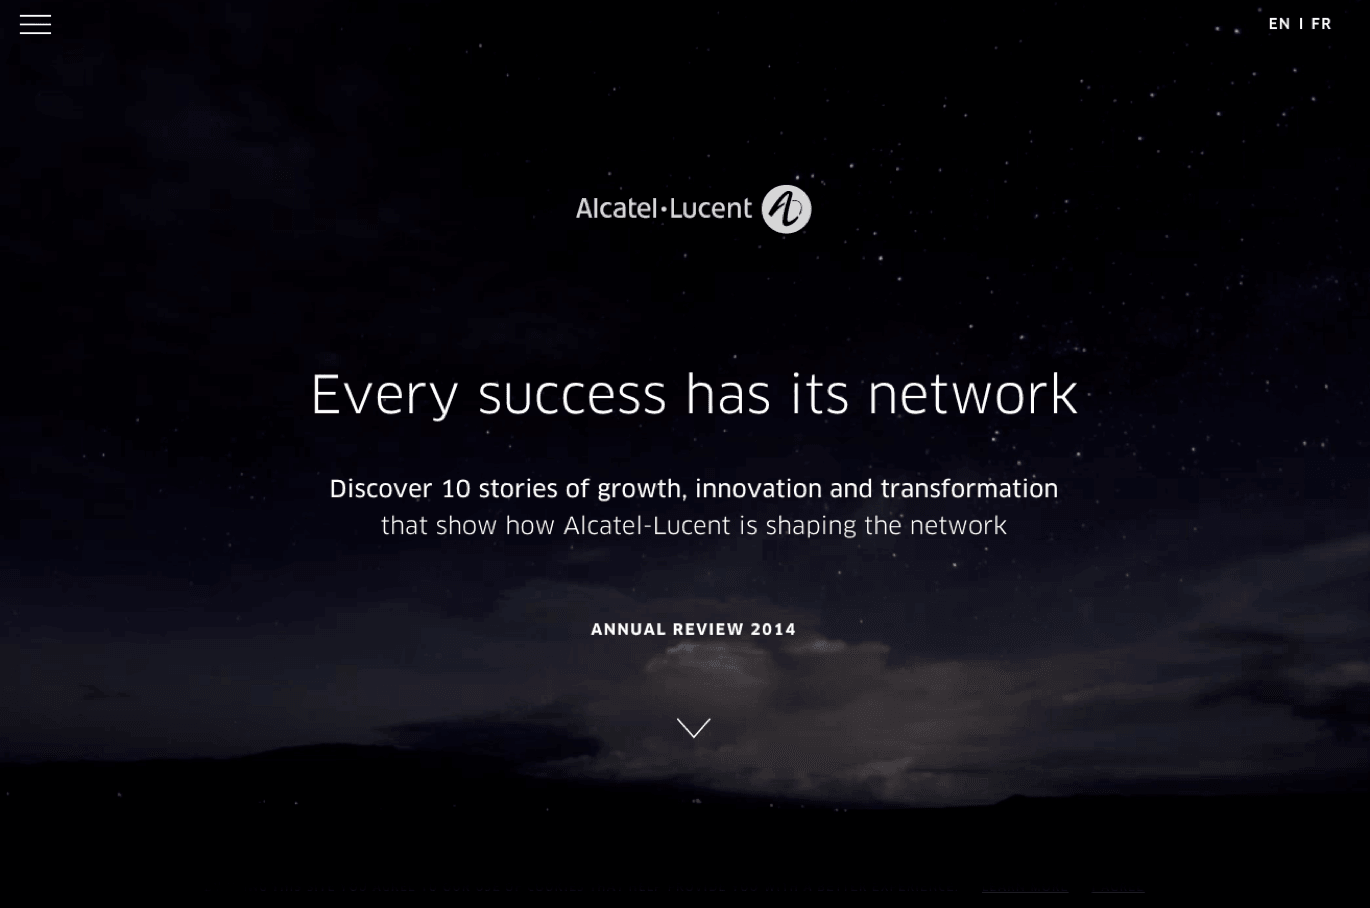 EN | FR
Alcatel·Lucent
Every success has its network
Discover 10 stories of growth, innovation and transformation
that show how Alcatel-Lucent is shaping the network
ANNUAL REVIEW 2014